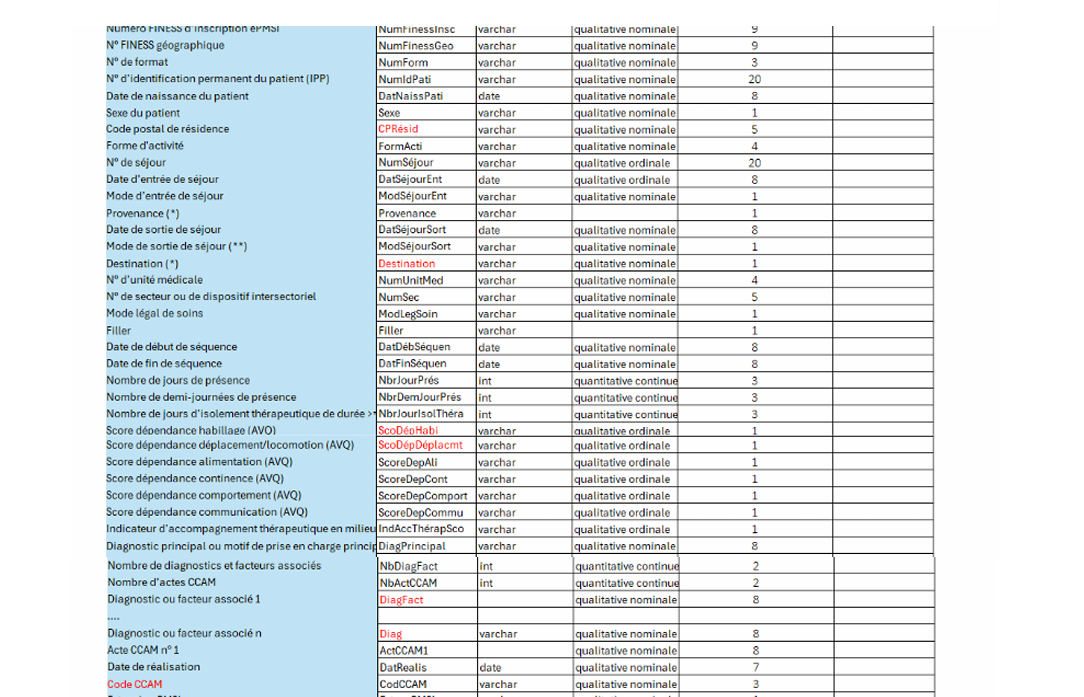 Numéro FINESS d'inscription ePMSI NumFinessInsc varchar qualitative nominale 9
N° FINESS géographique NumFinessGeo varchar qualitative nominale 9
N° de format NumForm varchar qualitative nominale 3
N° d'identification permanent du patient (IPP) NumIdPati varchar qualitative nominale 20
Date de naissance du patient DatNaissPati date qualitative nominale 8
Sexe du patient Sexe varchar qualitative nominale 1
Code postal de résidence CPRésid varchar qualitative nominale 5
Forme d'activité FormActi varchar qualitative nominale 4
N° de séjour NumSéjour varchar qualitative ordinale 20
Date d'entrée de séjour DatSéjourEnt date qualitative ordinale 8
Mode d'entrée de séjour ModSéjourEnt varchar qualitative nominale 1
Provenance (*) Provenance varchar 1
Date de sortie de séjour DatSéjourSort date qualitative nominale 8
Mode de sortie de séjour (**) ModSéjourSort varchar qualitative nominale 1
Destination (*) Destination varchar qualitative nominale 1
N° d'unité médicale NumUnitMed varchar qualitative nominale 4
N° de secteur ou de dispositif intersectoriel NumSec varchar qualitative nominale 5
Mode légal de soins ModLegSoin varchar qualitative nominale 1
Filler Filler varchar 1
Date de début de séquence DatDébSéquen date qualitative nominale 8
Date de fin de séquence DatFinSéquen date qualitative nominale 8
Nombre de jours de présence NbrJourPrés int quantitative continue 3
Nombre de demi-journées de présence NbrDemJourPrés int quantitative continue 3
Nombre de jours d'isolement thérapeutique de durée > NbrJourIsolThéra int quantitative continue 3
Score dépendance habillage (AVQ) ScoDépHabi varchar qualitative ordinale 1
Score dépendance déplacement/locomotion (AVQ) ScoDépDéplacmt varchar qualitative ordinale 1
Score dépendance alimentation (AVQ) ScoreDepAli varchar qualitative ordinale 1
Score dépendance continence (AVQ) ScoreDepCont varchar qualitative ordinale 1
Score dépendance comportement (AVQ) ScoreDepComport varchar qualitative ordinale 1
Score dépendance communication (AVQ) ScoreDepCommu varchar qualitative ordinale 1
Indicateur d'accompagnement thérapeutique en milieu IndAccThérapSco varchar qualitative ordinale 1
Diagnostic principal ou motif de prise en charge princip DiagPrincipal varchar qualitative nominale 8
Nombre de diagnostics et facteurs associés NbDiagFact int quantitative continue 2
Nombre d'actes CCAM NbActCCAM int quantitative continue 2
Diagnostic ou facteur associé 1 DiagFact qualitative nominale 8
....
Diagnostic ou facteur associé n Diag varchar qualitative nominale 8
Acte CCAM n° 1 ActCCAM1 qualitative nominale 8
Date de réalisation DatRealis date qualitative nominale 7
Code CCAM CodCCAM varchar qualitative nominale 3